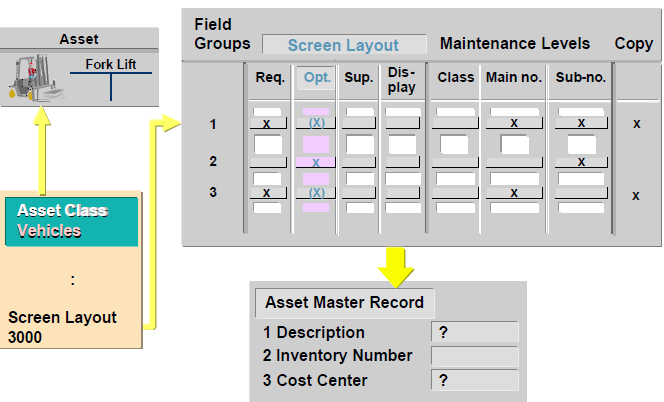 Asset
Fork Lift
Asset Class
Vehicles
:
Screen Layout
3000
Field
Groups Screen Layout Maintenance Levels Copy
Req. Opt. Sup. Dis-
play Class Main no. Sub-no.
1 x (X) x x x
2 x x
3 x (X) x x
Asset Master Record
1 Description ?
2 Inventory Number
3 Cost Center ?